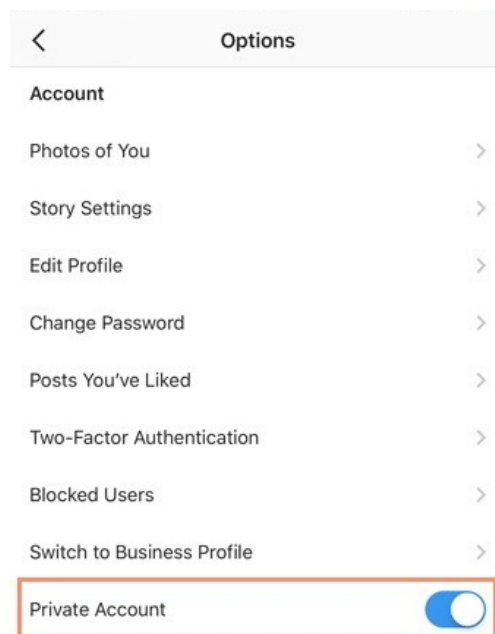 Options
Account
Photos of You
Story Settings
Edit Profile
Change Password
Posts You've Liked
Two-Factor Authentication
Blocked Users
Switch to Business Profile
Private Account